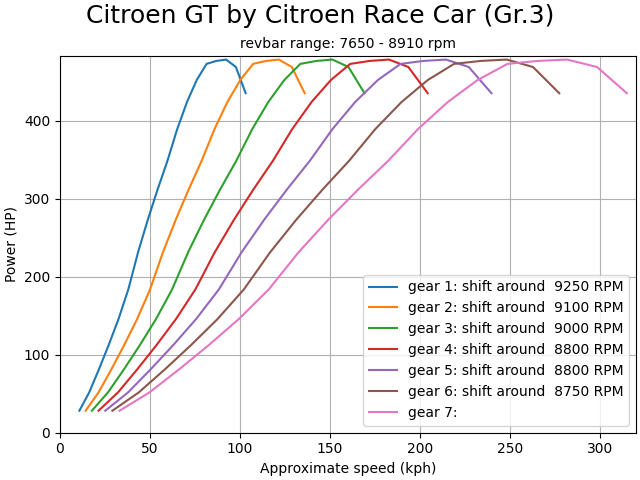 Citroen GT by Citroen Race Car (Gr.3)
revbar range: 7650 - 8910 rpm
Power (HP)
400
300
200
100
0
gear 1: shift around  9250 RPM
gear 2: shift around  9100 RPM
gear 3: shift around  9000 RPM
gear 4: shift around  8800 RPM
gear 5: shift around  8800 RPM
gear 6: shift around  8750 RPM
gear 7:
0 50 100 150 200 250 300
Approximate speed (kph)